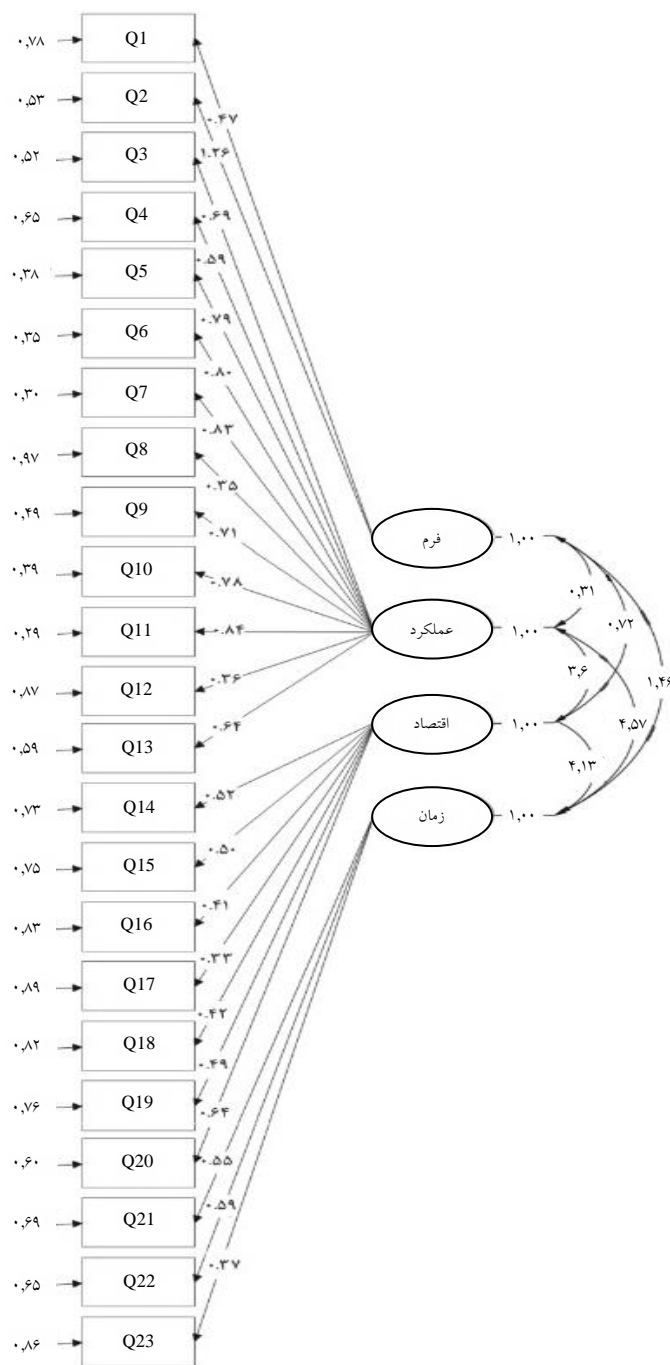 ۰,۷۸ Q1
۰,۵۳ Q2 ۰.۴۷
۰,۵۲ Q3 ۱.۲۶
۰,۶۵ Q4 ۰.۶۹
۰,۳۸ Q5 ۰.۵۹
۰,۳۵ Q6 ۰.۷۹
۰,۳۰ Q7 ۰.۸۰
۰,۹۷ Q8 ۰.۸۳
۰,۴۹ Q9 ۰.۳۵
۰,۳۹ Q10 ۰.۷۱
۰,۲۹ Q11 ۰.۷۸
۰.۸۴
۰,۸۷ Q12 ۰.۳۶
۰,۵۹ Q13 ۰.۶۴
۰,۷۳ Q14 ۰.۵۲
۰,۷۵ Q15 ۰.۵۰
۰,۸۳ Q16 ۰.۴۱
۰,۸۹ Q17 ۰.۳۳
۰,۸۲ Q18 ۰.۴۲
۰,۷۶ Q19 ۰.۴۹
۰,۶۰ Q20 ۰.۶۴
۰.۵۵
۰,۶۹ Q21 ۰.۵۹
۰,۶۵ Q22 ۰.۳۷
۰,۸۶ Q23
فرم ۱,۰۰
عملکرد ۱,۰۰
اقتصاد ۱,۰۰
زمان ۱,۰۰
۰,۳۱
۰,۷۲
۳,۶
۱,۴۶
۴,۵۷
۴,۱۳